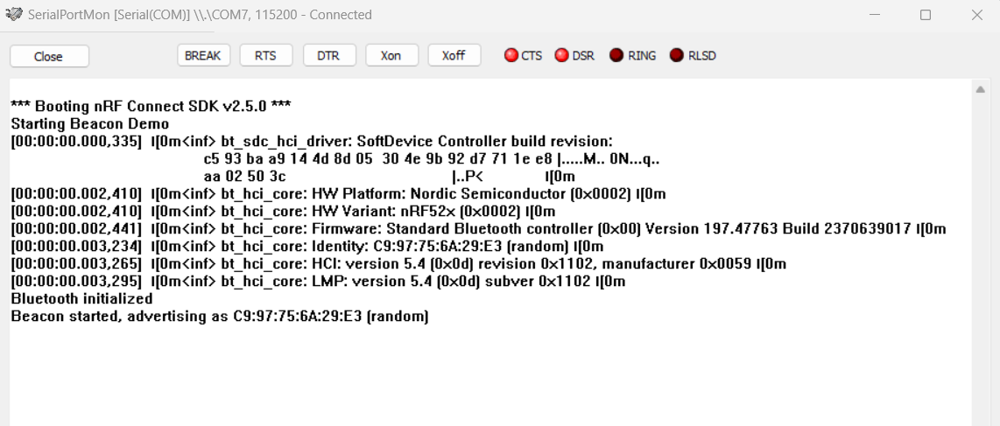 SerialPortMon [Serial(COM)] \\.\COM7, 115200 - Connected
Close BREAK RTS DTR Xon Xoff CTS DSR RING RLSD
*** Booting nRF Connect SDK v2.5.0 ***
Starting Beacon Demo
[00:00:00.000,335] I[0m<inf> bt_sdc_hci_driver: SoftDevice Controller build revision:
c5 93 ba a9 14 4d 8d 05 30 4e 9b 92 d7 71 1e e8 |.....M.. 0N...q..
aa 02 50 3c |..P< I[0m
[00:00:00.002,410] I[0m<inf> bt_hci_core: HW Platform: Nordic Semiconductor (0x0002) I[0m
[00:00:00.002,410] I[0m<inf> bt_hci_core: HW Variant: nRF52x (0x0002) I[0m
[00:00:00.002,441] I[0m<inf> bt_hci_core: Firmware: Standard Bluetooth controller (0x00) Version 197.47763 Build 2370639017 I[0m
[00:00:00.003,234] I[0m<inf> bt_hci_core: Identity: C9:97:75:6A:29:E3 (random) I[0m
[00:00:00.003,265] I[0m<inf> bt_hci_core: HCI: version 5.4 (0x0d) revision 0x1102, manufacturer 0x0059 I[0m
[00:00:00.003,295] I[0m<inf> bt_hci_core: LMP: version 5.4 (0x0d) subver 0x1102 I[0m
Bluetooth initialized
Beacon started, advertising as C9:97:75:6A:29:E3 (random)